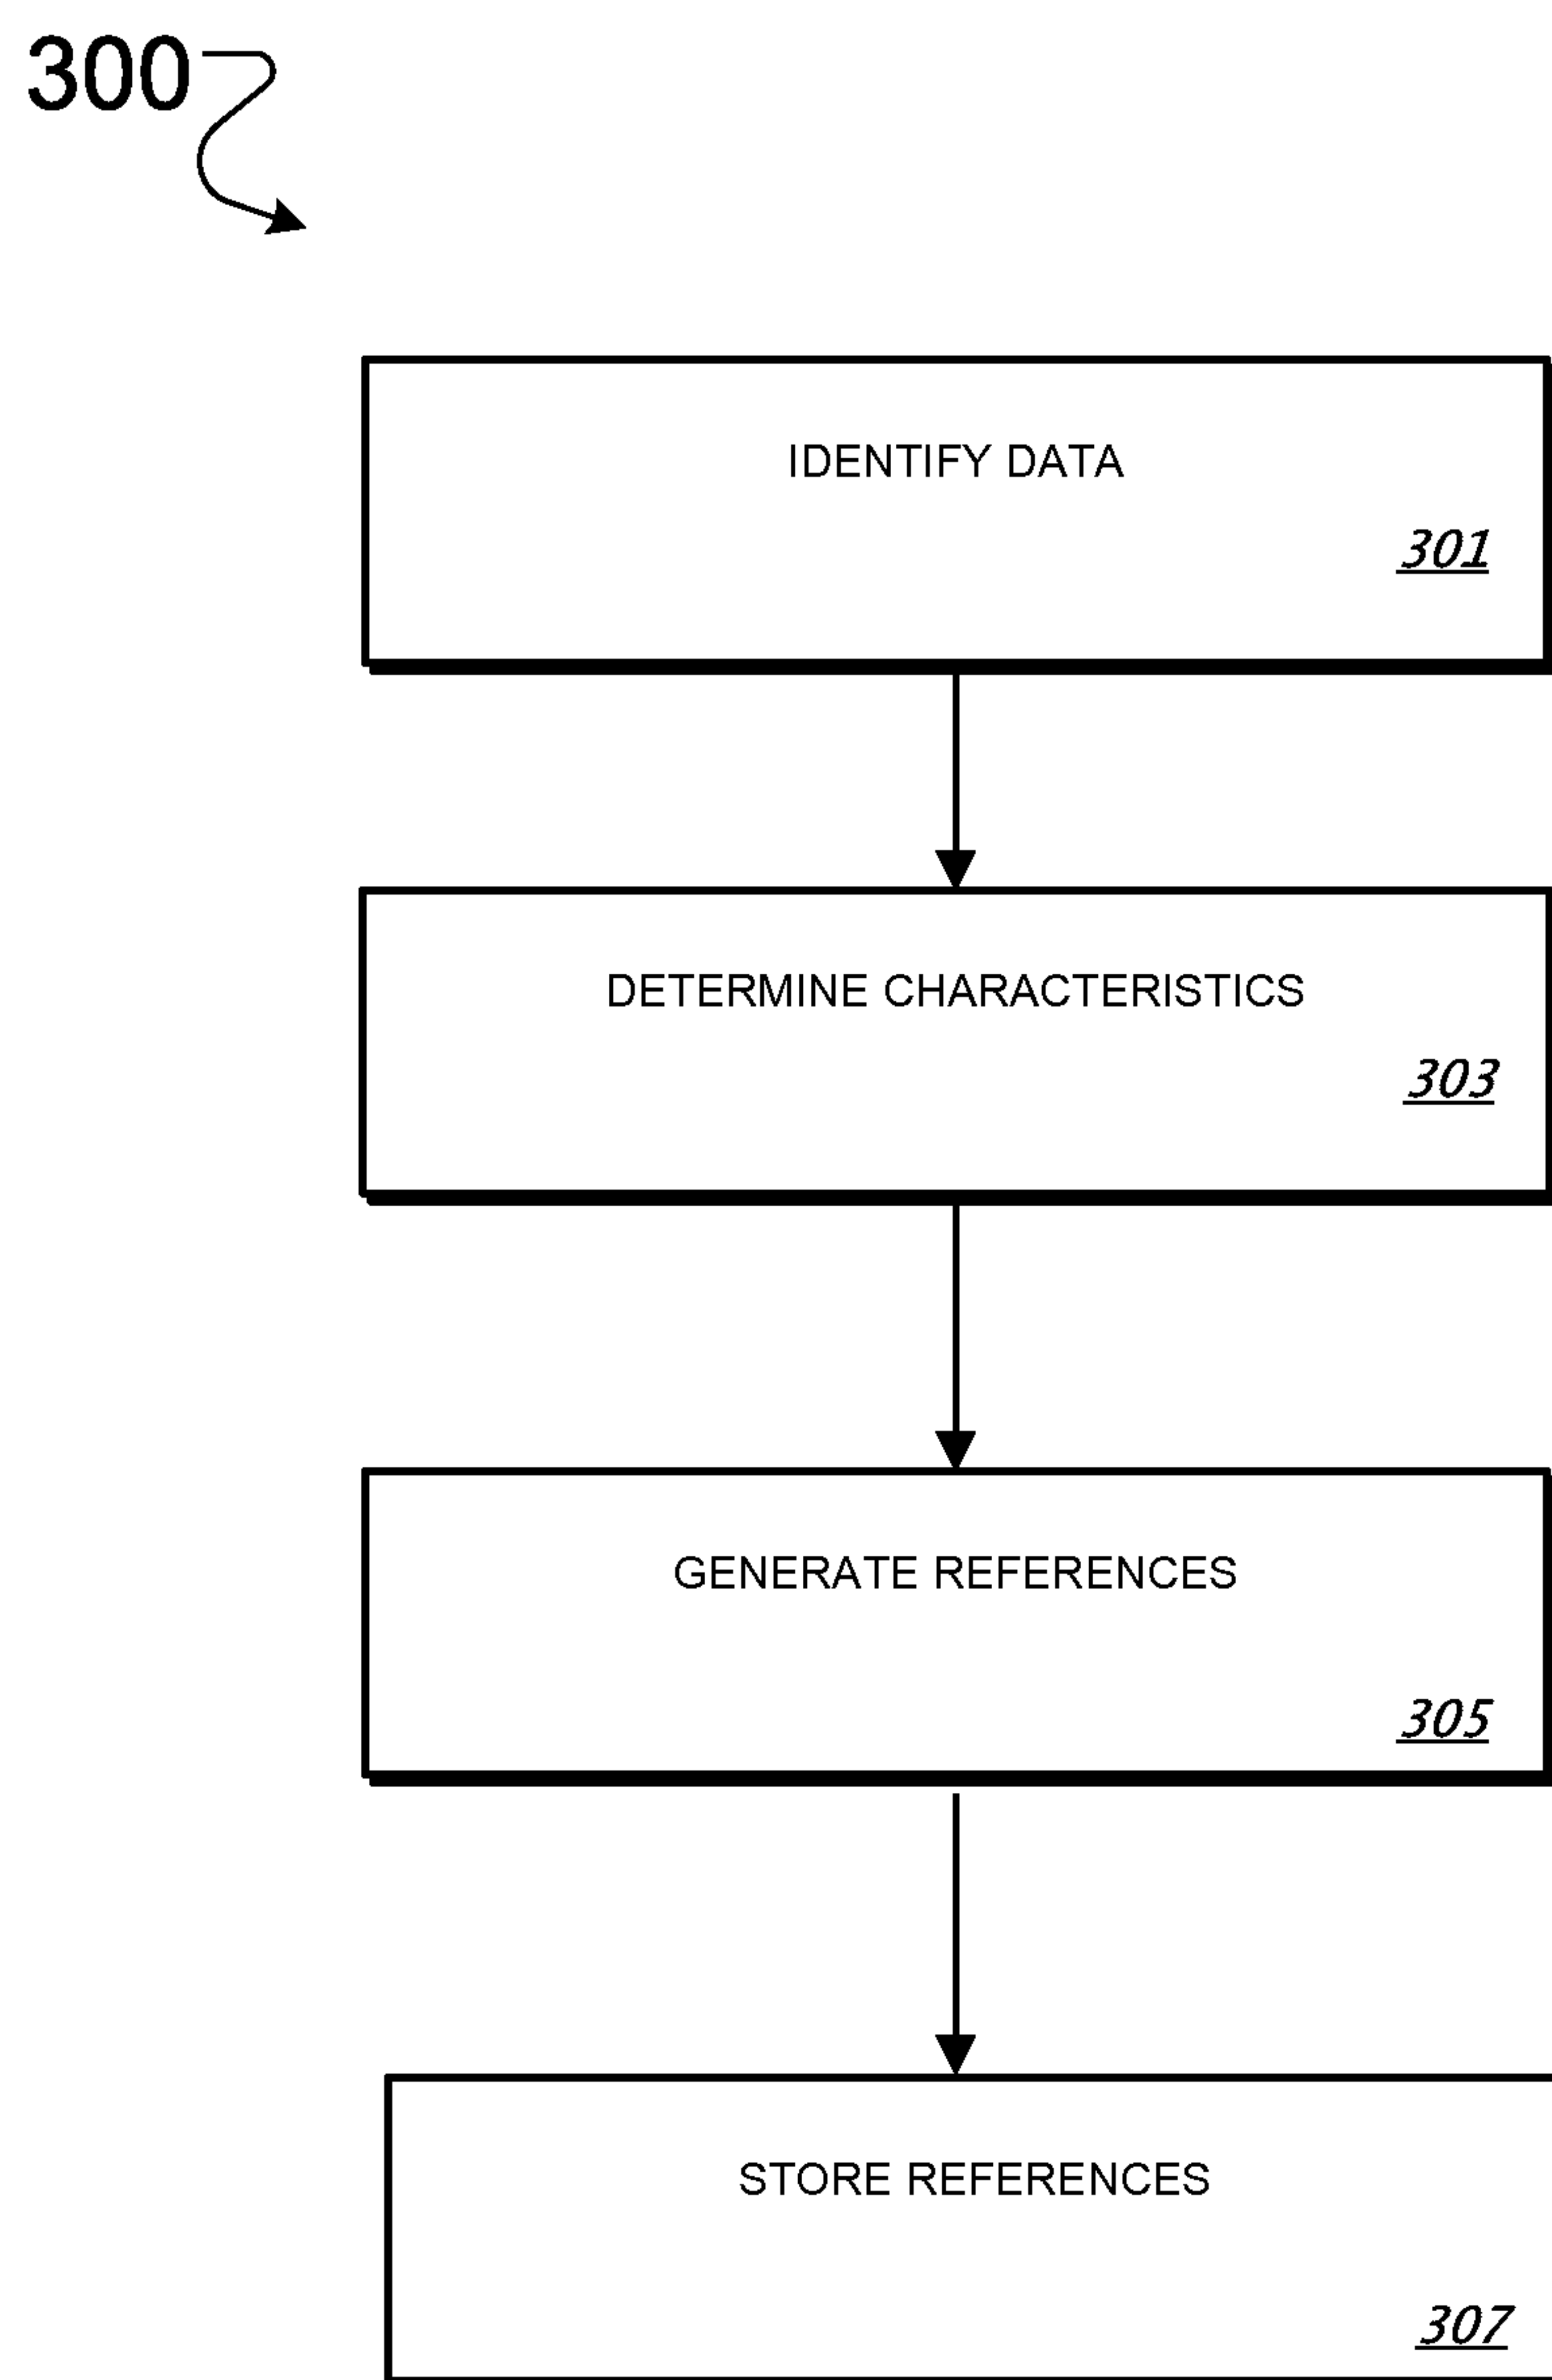 300
IDENTIFY DATA
301
DETERMINE CHARACTERISTICS
303
GENERATE REFERENCES
305
STORE REFERENCES
307